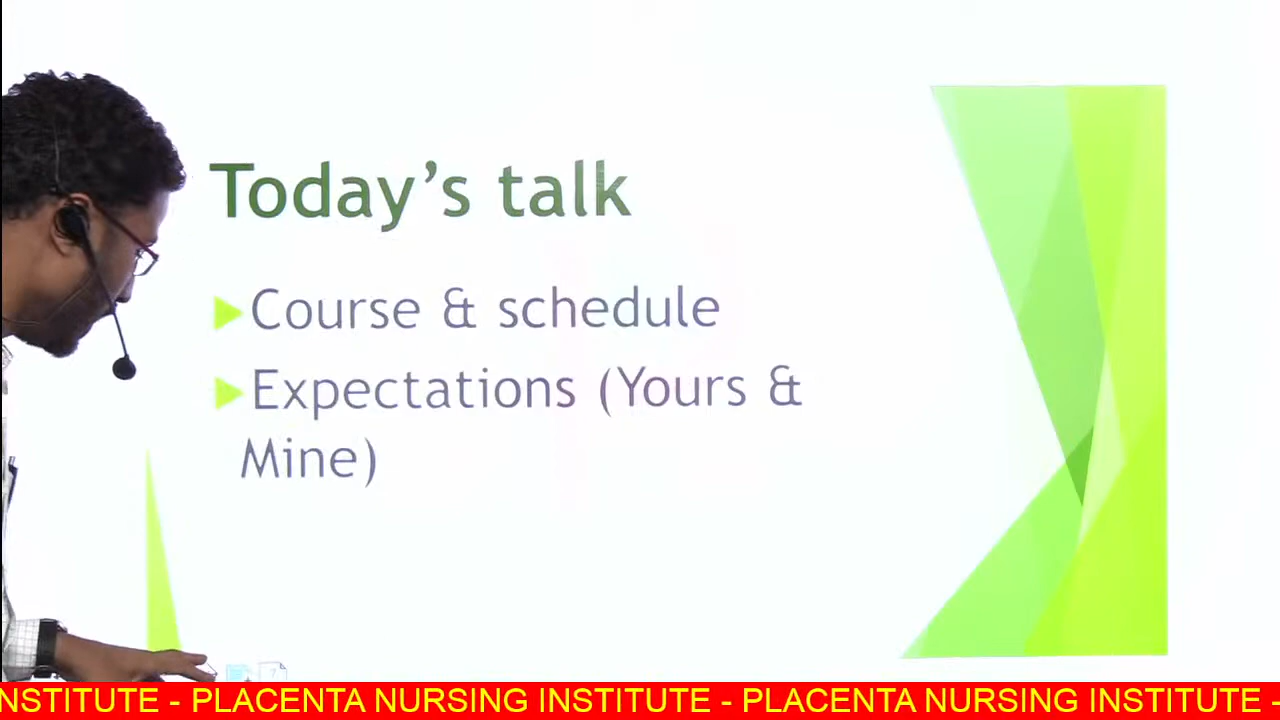 Today’s talk
Course & schedule
Expectations (Yours &
Mine)
NSTITUTE - PLACENTA NURSING INSTITUTE - PLACENTA NURSING INSTITUTE -